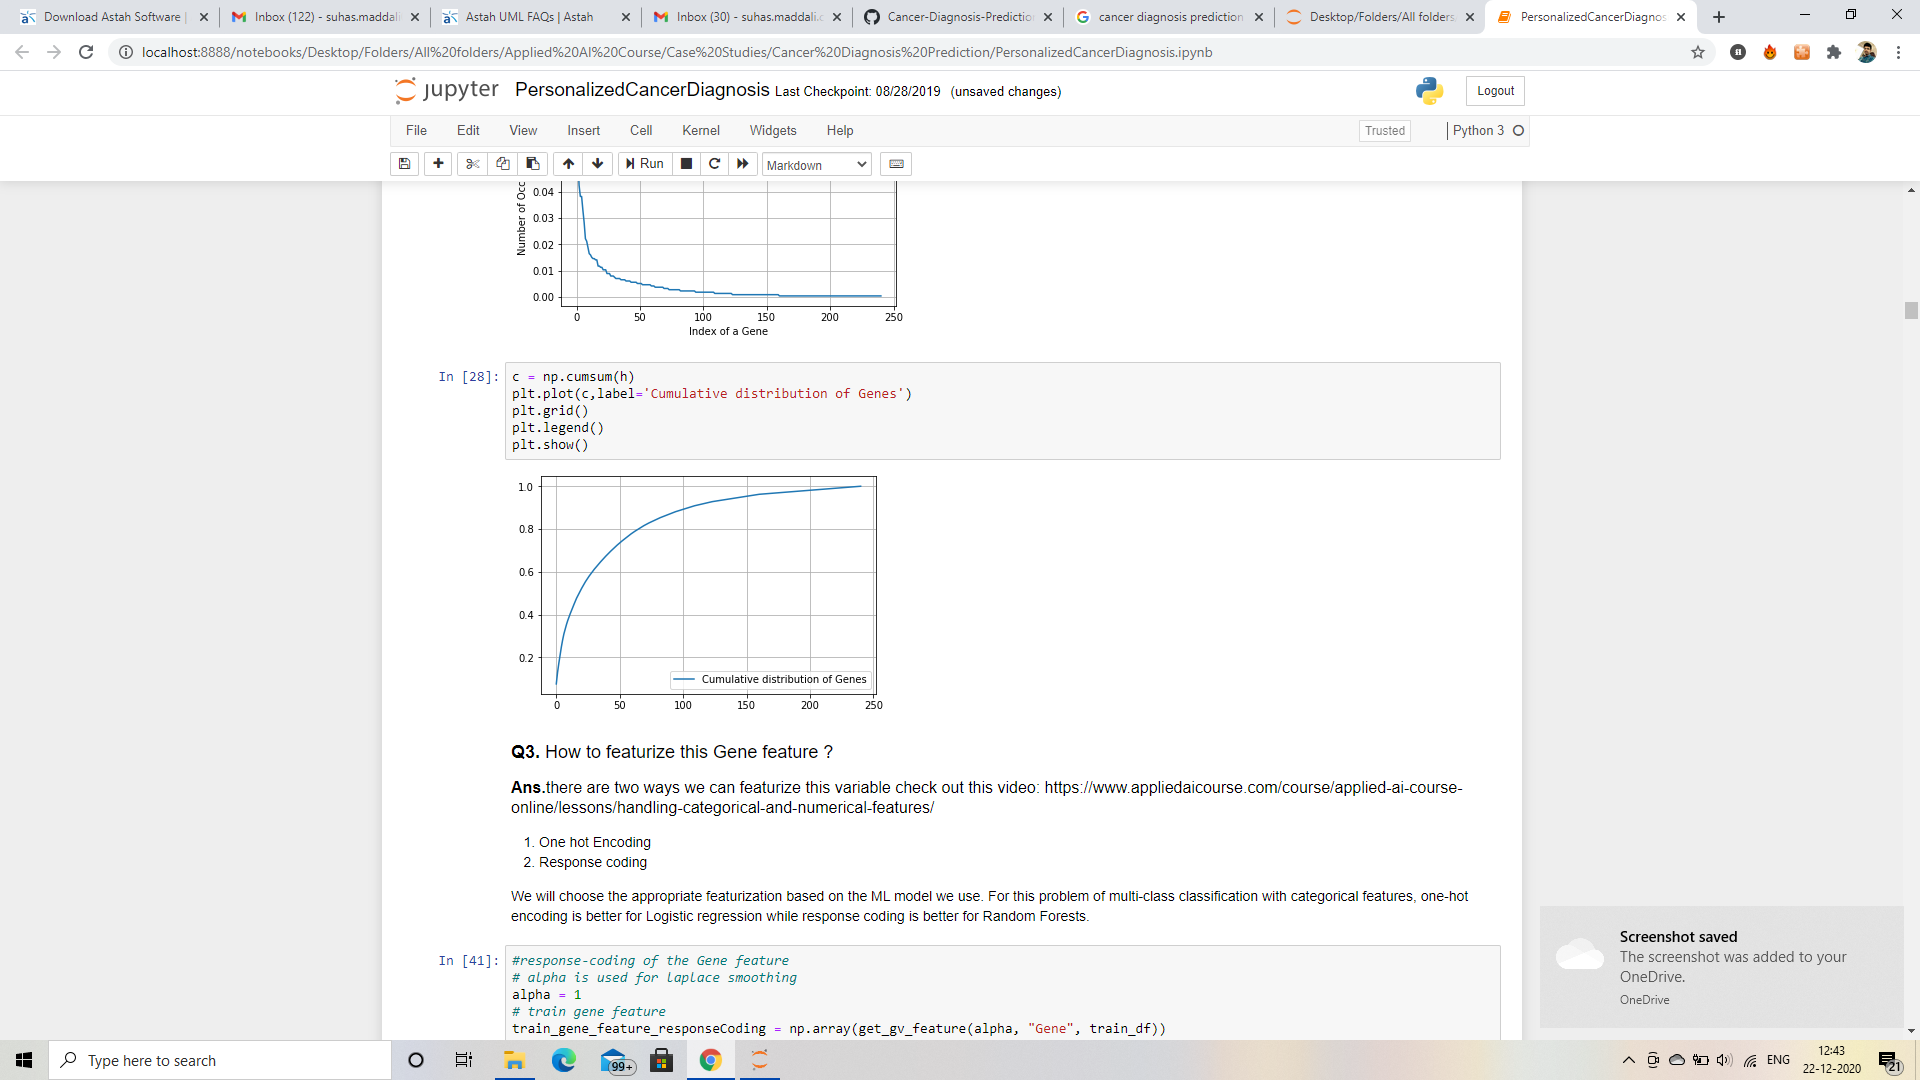 Download Astah Software
Inbox (122) - suhas.maddali
Astah UML FAQs | Astah
Inbox (30) - suhas.maddali.c
Cancer-Diagnosis-Predictio
cancer diagnosis prediction
Desktop/Folders/All folders
PersonalizedCancerDiagnos
localhost:8888/notebooks/Desktop/Folders/All%20folders/Applied%20AI%20Course/Case%20Studies/Cancer%20Diagnosis%20Prediction/PersonalizedCancerDiagnosis.ipynb
jupyter PersonalizedCancerDiagnosis Last Checkpoint: 08/28/2019 (unsaved changes)
Logout
File Edit View Insert Cell Kernel Widgets Help
Trusted
Python 3
Run
Markdown
Number of Occ
0.04
0.03
0.02
0.01
0.00
0 50 100 150 200 250
Index of a Gene
In [28]:
c = np.cumsum(h)
plt.plot(c,label='Cumulative distribution of Genes')
plt.grid()
plt.legend()
plt.show()
1.0
0.8
0.6
0.4
0.2
Cumulative distribution of Genes
0 50 100 150 200 250
Q3. How to featurize this Gene feature ?
Ans.there are two ways we can featurize this variable check out this video: https://www.appliedaicourse.com/course/applied-ai-course-
online/lessons/handling-categorical-and-numerical-features/
1. One hot Encoding
2. Response coding
We will choose the appropriate featurization based on the ML model we use. For this problem of multi-class classification with categorical features, one-hot
encoding is better for Logistic regression while response coding is better for Random Forests.
In [41]:
#response-coding of the Gene feature
# alpha is used for laplace smoothing
alpha = 1
# train gene feature
train_gene_feature_responseCoding = np.array(get_gv_feature(alpha, "Gene", train_df))
Screenshot saved
The screenshot was added to your
OneDrive.
OneDrive
Type here to search
99+
ENG
12:43
22-12-2020
21